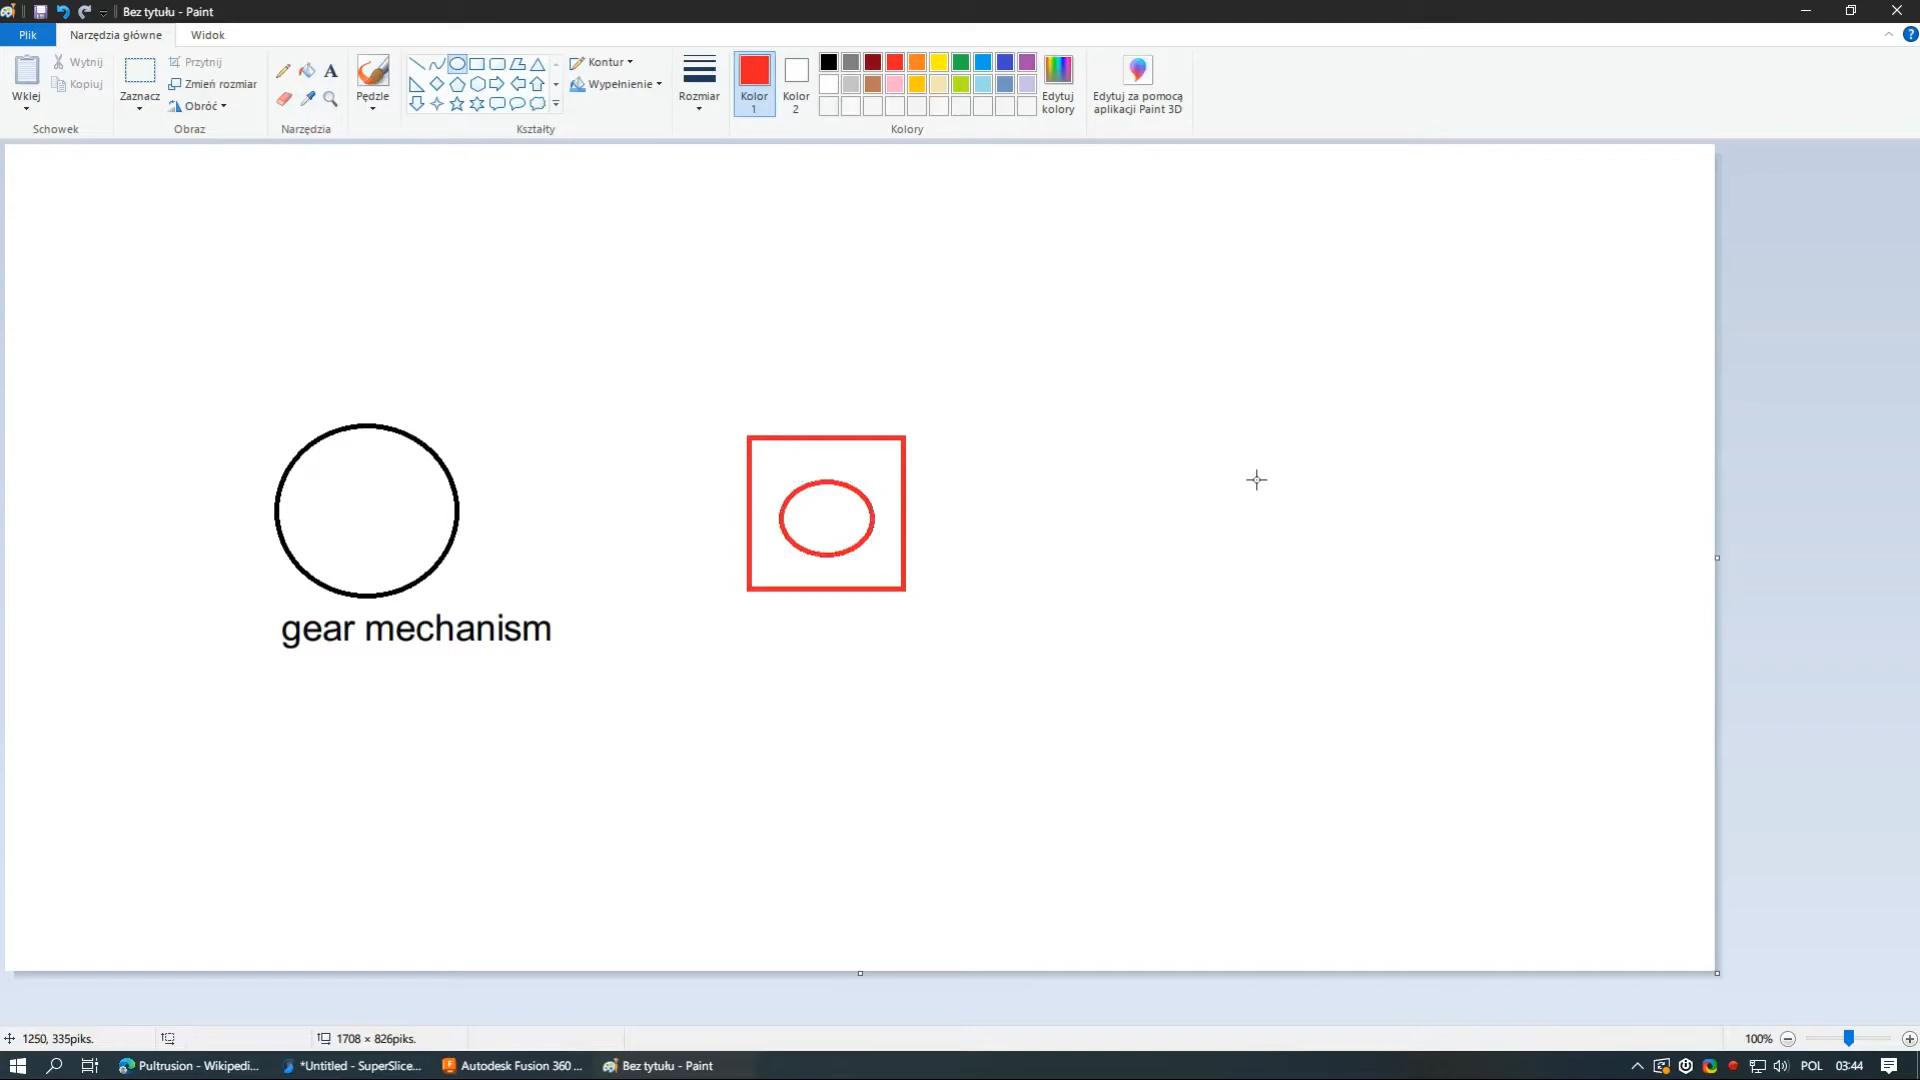 Bez tytułu - Paint
Plik
Narzędzia główne
Widok
Wklej
Wytnij
Kopiuj
Schowek
Zaznacz
Przytnij
Zmień rozmiar
Obróć
Obraz
A
Narzędzia
Pędzle
Kontur
Wypełnienie
Kształty
Rozmiar
Kolor
1
Kolor
2
Edytuj
kolory
Kolory
Edytuj za pomocą
aplikacji Paint 3D
gear mechanism
1250, 335piks.
1708 × 826piks.
100%
Pultrusion - Wikipedi...
*Untitled - SuperSlice...
Autodesk Fusion 360 ...
Bez tytułu - Paint
POL
03:44